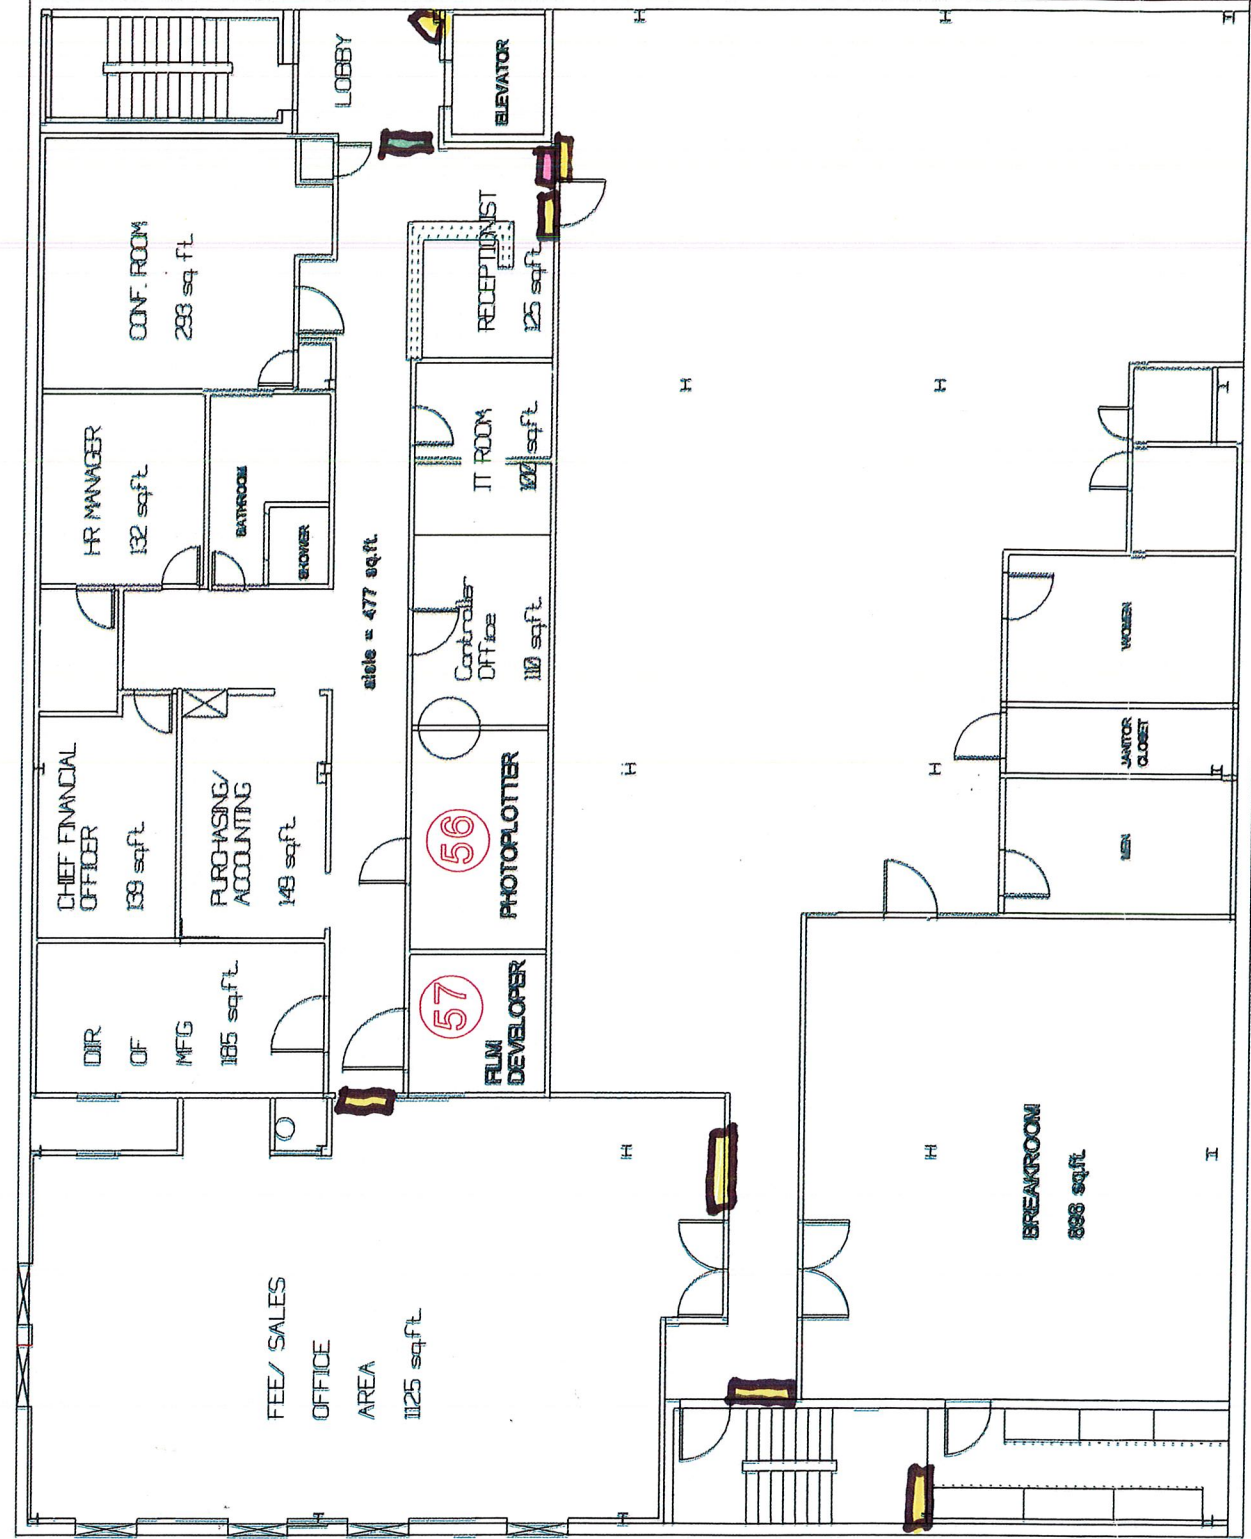 LOBBY
ELEVATOR
CONF. ROOM
293 sq.ft.
RECEPTIONIST
125 sq.ft.
HR MANAGER
132 sq.ft.
BATHROOM
SHOWER
IT ROOM
100 sq.ft.
aisle = 477 sq.ft.
Controller
Office
110 sq.ft.
CHIEF FINANCIAL
OFFICER
139 sq.ft.
PURCHASING/
ACCOUNTING
149 sq.ft.
56
PHOTOPLOTTER
57
FILM
DEVELOPER
DIR
OF
MFG
185 sq.ft.
WOMEN
JANITOR
CLOSET
MEN
FEE/ SALES
OFFICE
AREA
1125 sq.ft.
BREAKROOM
898 sq.ft.